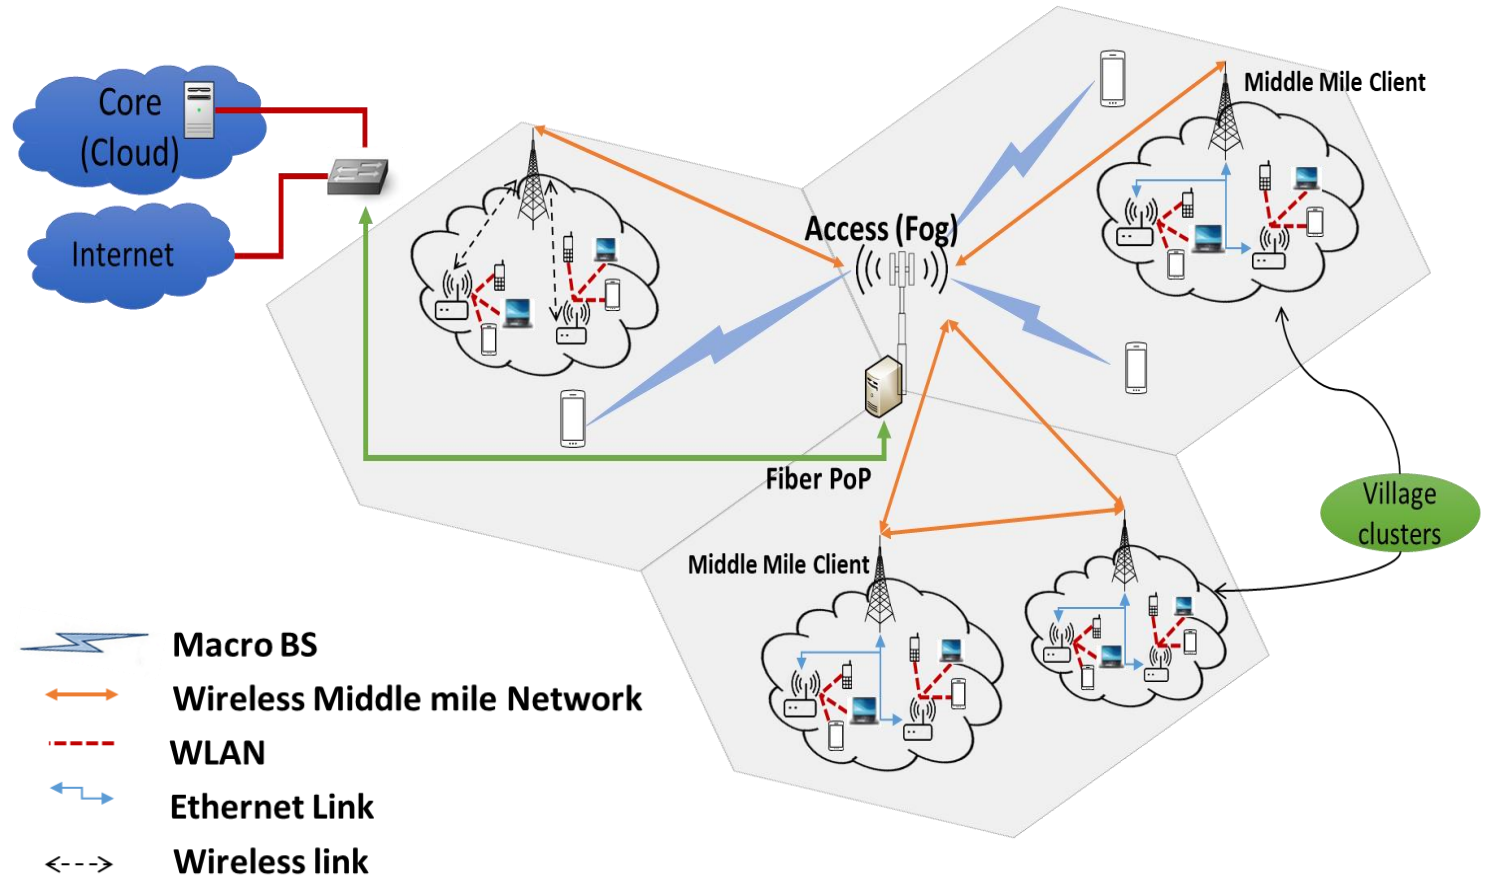 Core
(Cloud)
Internet
Middle Mile Client
Access (Fog)
Fiber PoP
Village
clusters
Middle Mile Client
Macro BS
Wireless Middle mile Network
WLAN
Ethernet Link
Wireless link